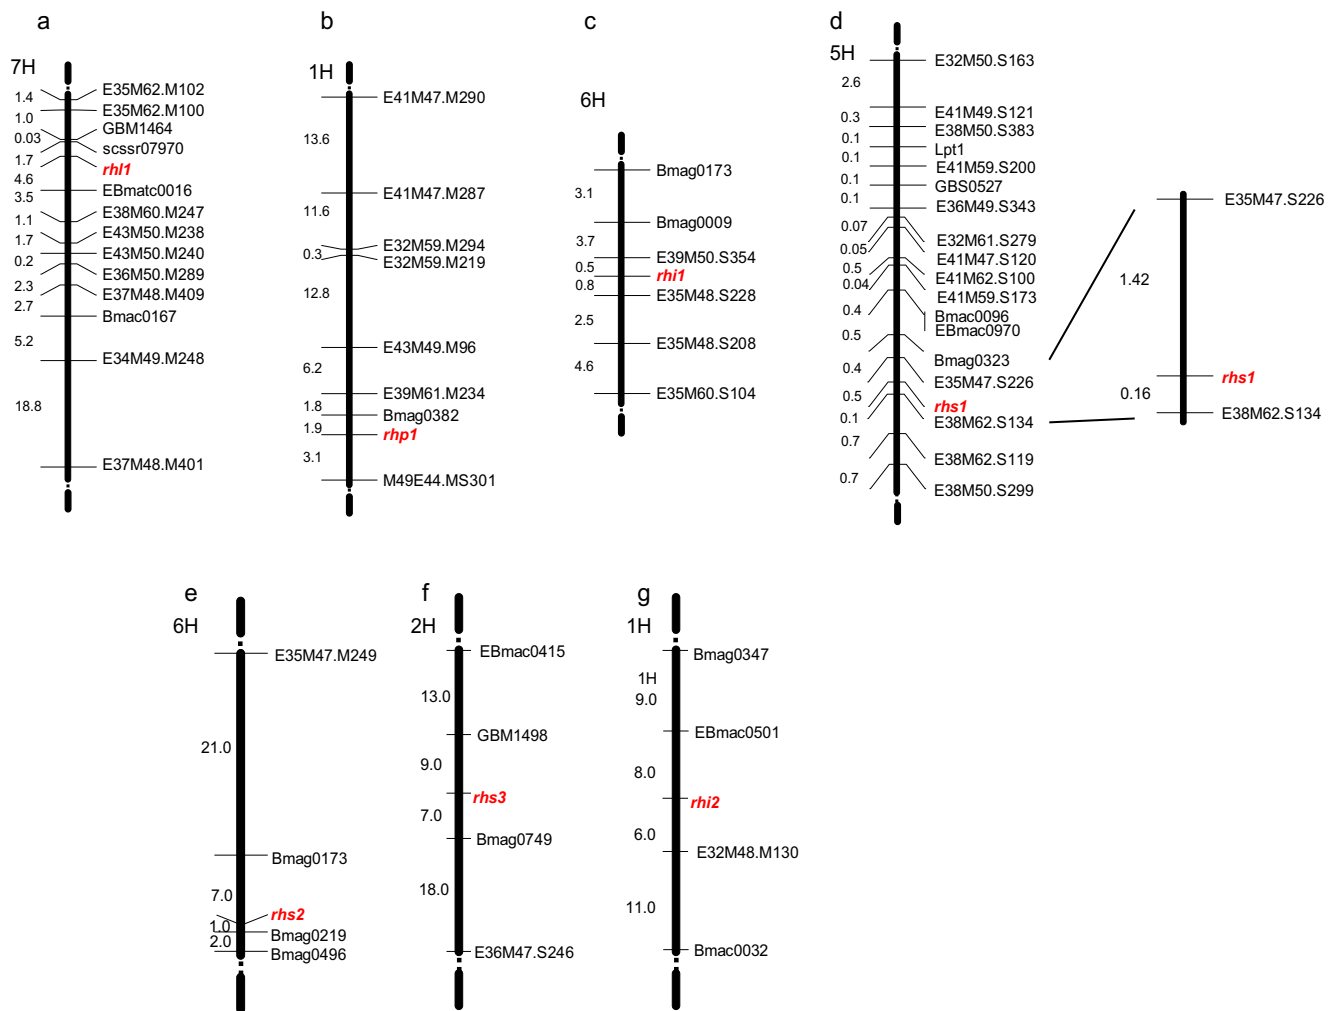 a
7H
1.4
1.0
0.03
1.7
4.6
3.5
1.1
1.7
0.2
2.3
2.7
5.2
18.8
E35M62.M102
E35M62.M100
GBM1464
scssr07970
rhl1
EBmatc0016
E38M60.M247
E43M50.M238
E43M50.M240
E36M50.M289
E37M48.M409
Bmac0167
E34M49.M248
E37M48.M401
b
1H
13.6
11.6
0.3
12.8
6.2
1.8
1.9
3.1
E41M47.M290
E41M47.M287
E32M59.M294
E32M59.M219
E43M49.M96
E39M61.M234
Bmag0382
rhp1
M49E44.MS301
c
6H
3.1
3.7
0.5
0.8
2.5
4.6
Bmag0173
Bmag0009
E39M50.S354
rhi1
E35M48.S228
E35M48.S208
E35M60.S104
d
5H
2.6
0.3
0.1
0.1
0.1
0.1
0.07
0.05
0.5
0.04
0.4
0.5
0.4
0.5
0.1
0.7
0.7
E32M50.S163
E41M49.S121
E38M50.S383
Lpt1
E41M59.S200
GBS0527
E36M49.S343
E32M61.S279
E41M47.S120
E41M62.S100
E41M59.S173
Bmac0096
EBmac0970
Bmag0323
E35M47.S226
rhs1
E38M62.S134
E38M62.S119
E38M50.S299
1.42
0.16
E35M47.S226
rhs1
E38M62.S134
e
6H
21.0
7.0
1.0
2.0
E35M47.M249
Bmag0173
rhs2
Bmag0219
Bmag0496
f
2H
13.0
9.0
7.0
18.0
EBmac0415
GBM1498
rhs3
Bmag0749
E36M47.S246
g
1H
1H
9.0
8.0
6.0
11.0
Bmag0347
EBmac0501
rhi2
E32M48.M130
Bmac0032